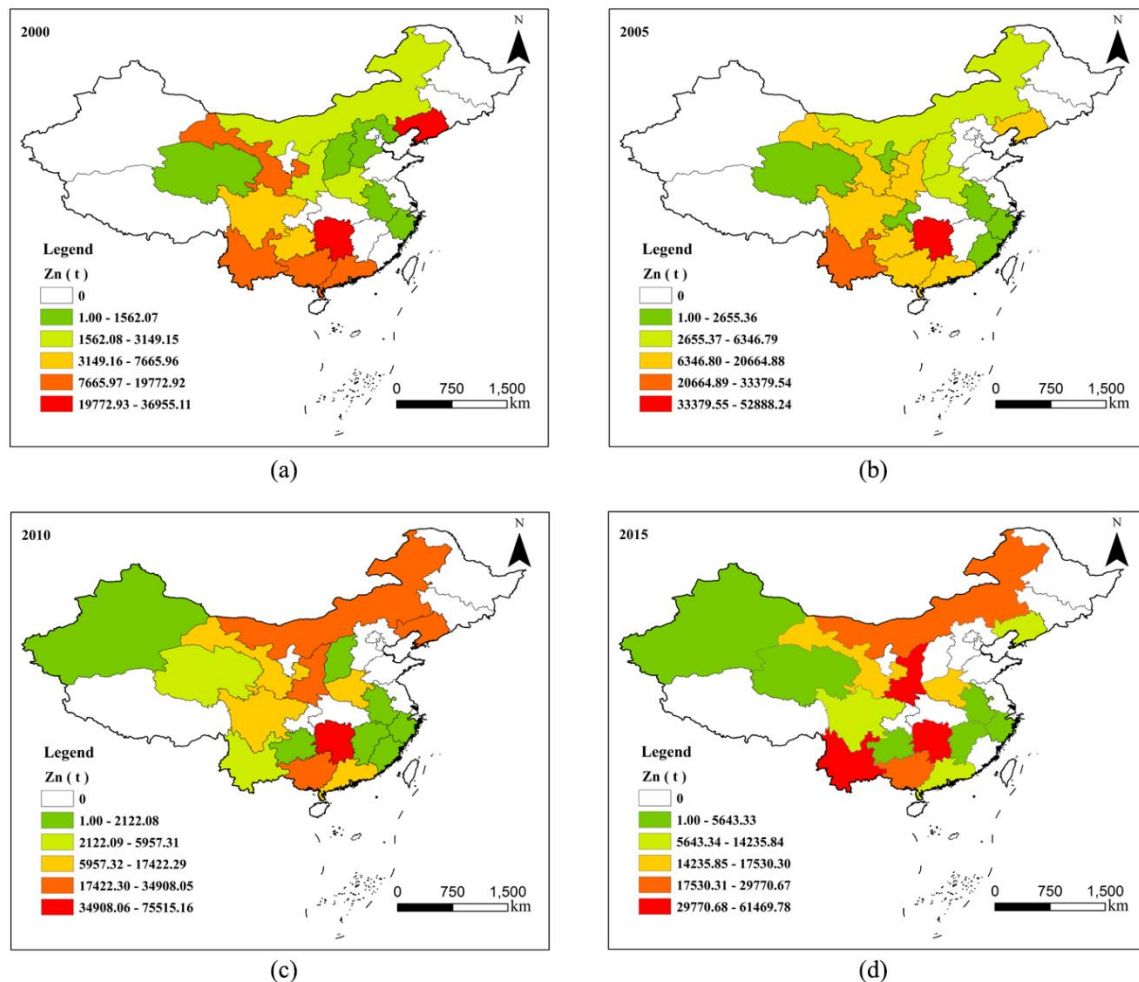 2000
N
Legend
Zn ( t )
0
1.00 - 1562.07
1562.08 - 3149.15
3149.16 - 7665.96
7665.97 - 19772.92
19772.93 - 36955.11
0 750 1,500
km
(a)
2005
N
Legend
Zn ( t )
0
1.00 - 2655.36
2655.37 - 6346.79
6346.80 - 20664.88
20664.89 - 33379.54
33379.55 - 52888.24
0 750 1,500
km
(b)
2010
N
Legend
Zn ( t )
0
1.00 - 2122.08
2122.09 - 5957.31
5957.32 - 17422.29
17422.30 - 34908.05
34908.06 - 75515.16
0 750 1,500
km
(c)
2015
N
Legend
Zn ( t )
0
1.00 - 5643.33
5643.34 - 14235.84
14235.85 - 17530.30
17530.31 - 29770.67
29770.68 - 61469.78
0 750 1,500
km
(d)